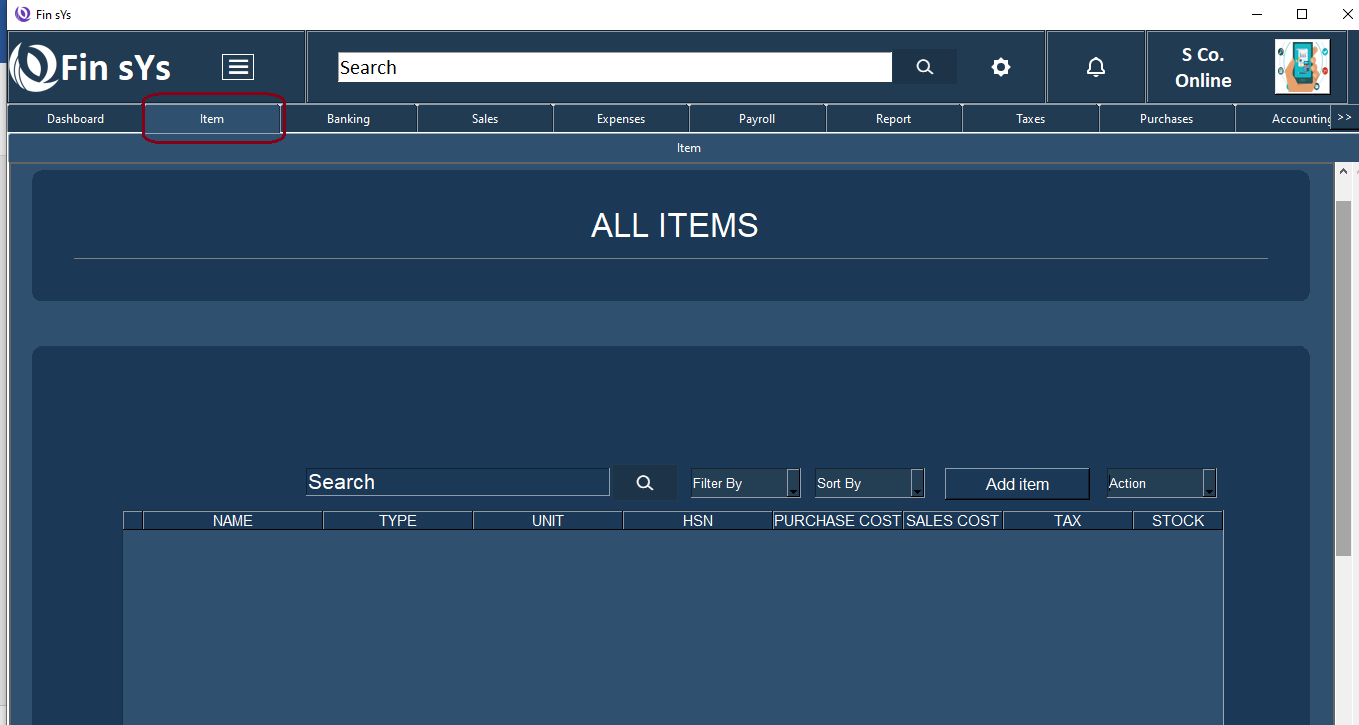 Fin sYs
Fin sYs
Search
S Co.
Online
Dashboard
Item
Banking
Sales
Expenses
Payroll
Report
Taxes
Purchases
Accounting
>>
Item
ALL ITEMS
Search
Filter By
Sort By
Add item
Action
NAME
TYPE
UNIT
HSN
PURCHASE COST
SALES COST
TAX
STOCK